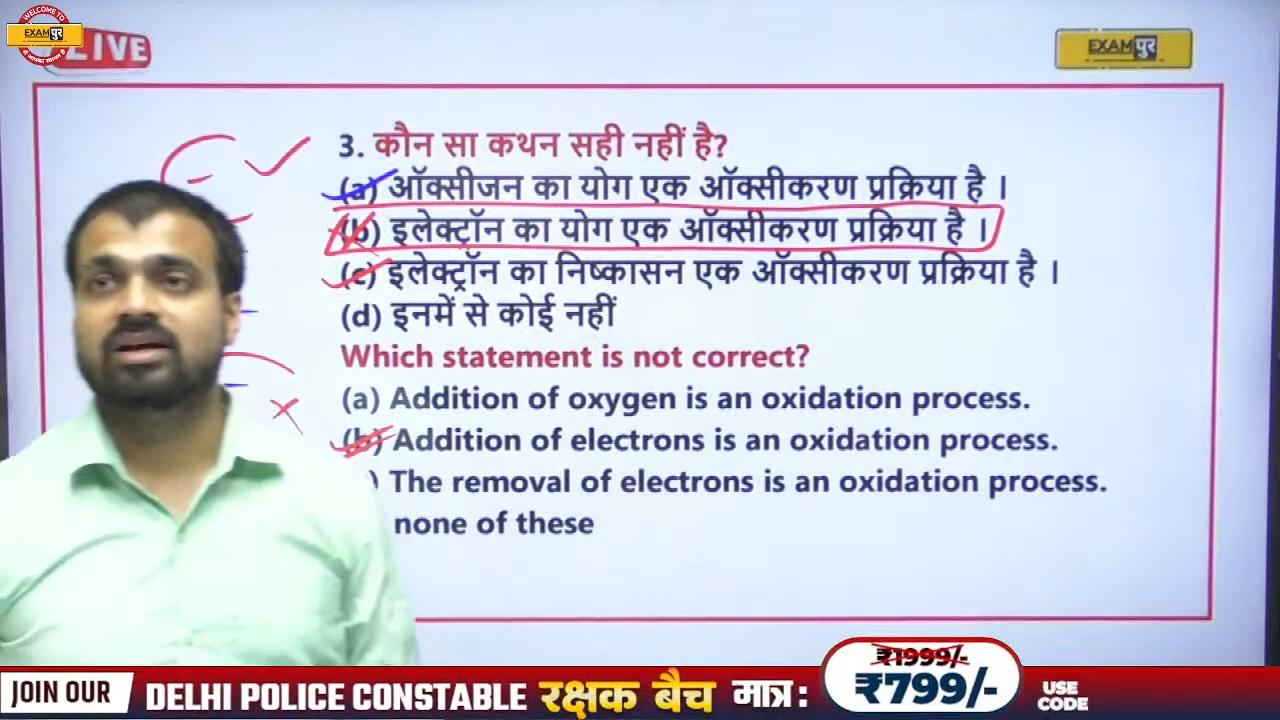 WELCOME TO
EXAMपुर
LIVE
EXAMपुर
3. कौन सा कथन सही नहीं है?
(a) ऑक्सीजन का योग एक ऑक्सीकरण प्रक्रिया है ।
(b) इलेक्ट्रॉन का योग एक ऑक्सीकरण प्रक्रिया है ।
(c) इलेक्ट्रॉन का निष्कासन एक ऑक्सीकरण प्रक्रिया है ।
(d) इनमें से कोई नहीं
Which statement is not correct?
(a) Addition of oxygen is an oxidation process.
(b) Addition of electrons is an oxidation process.
) The removal of electrons is an oxidation process.
none of these
₹1999/-
JOIN OUR DELHI POLICE CONSTABLE रक्षक बैच मात्र : ₹799/- USE
CODE